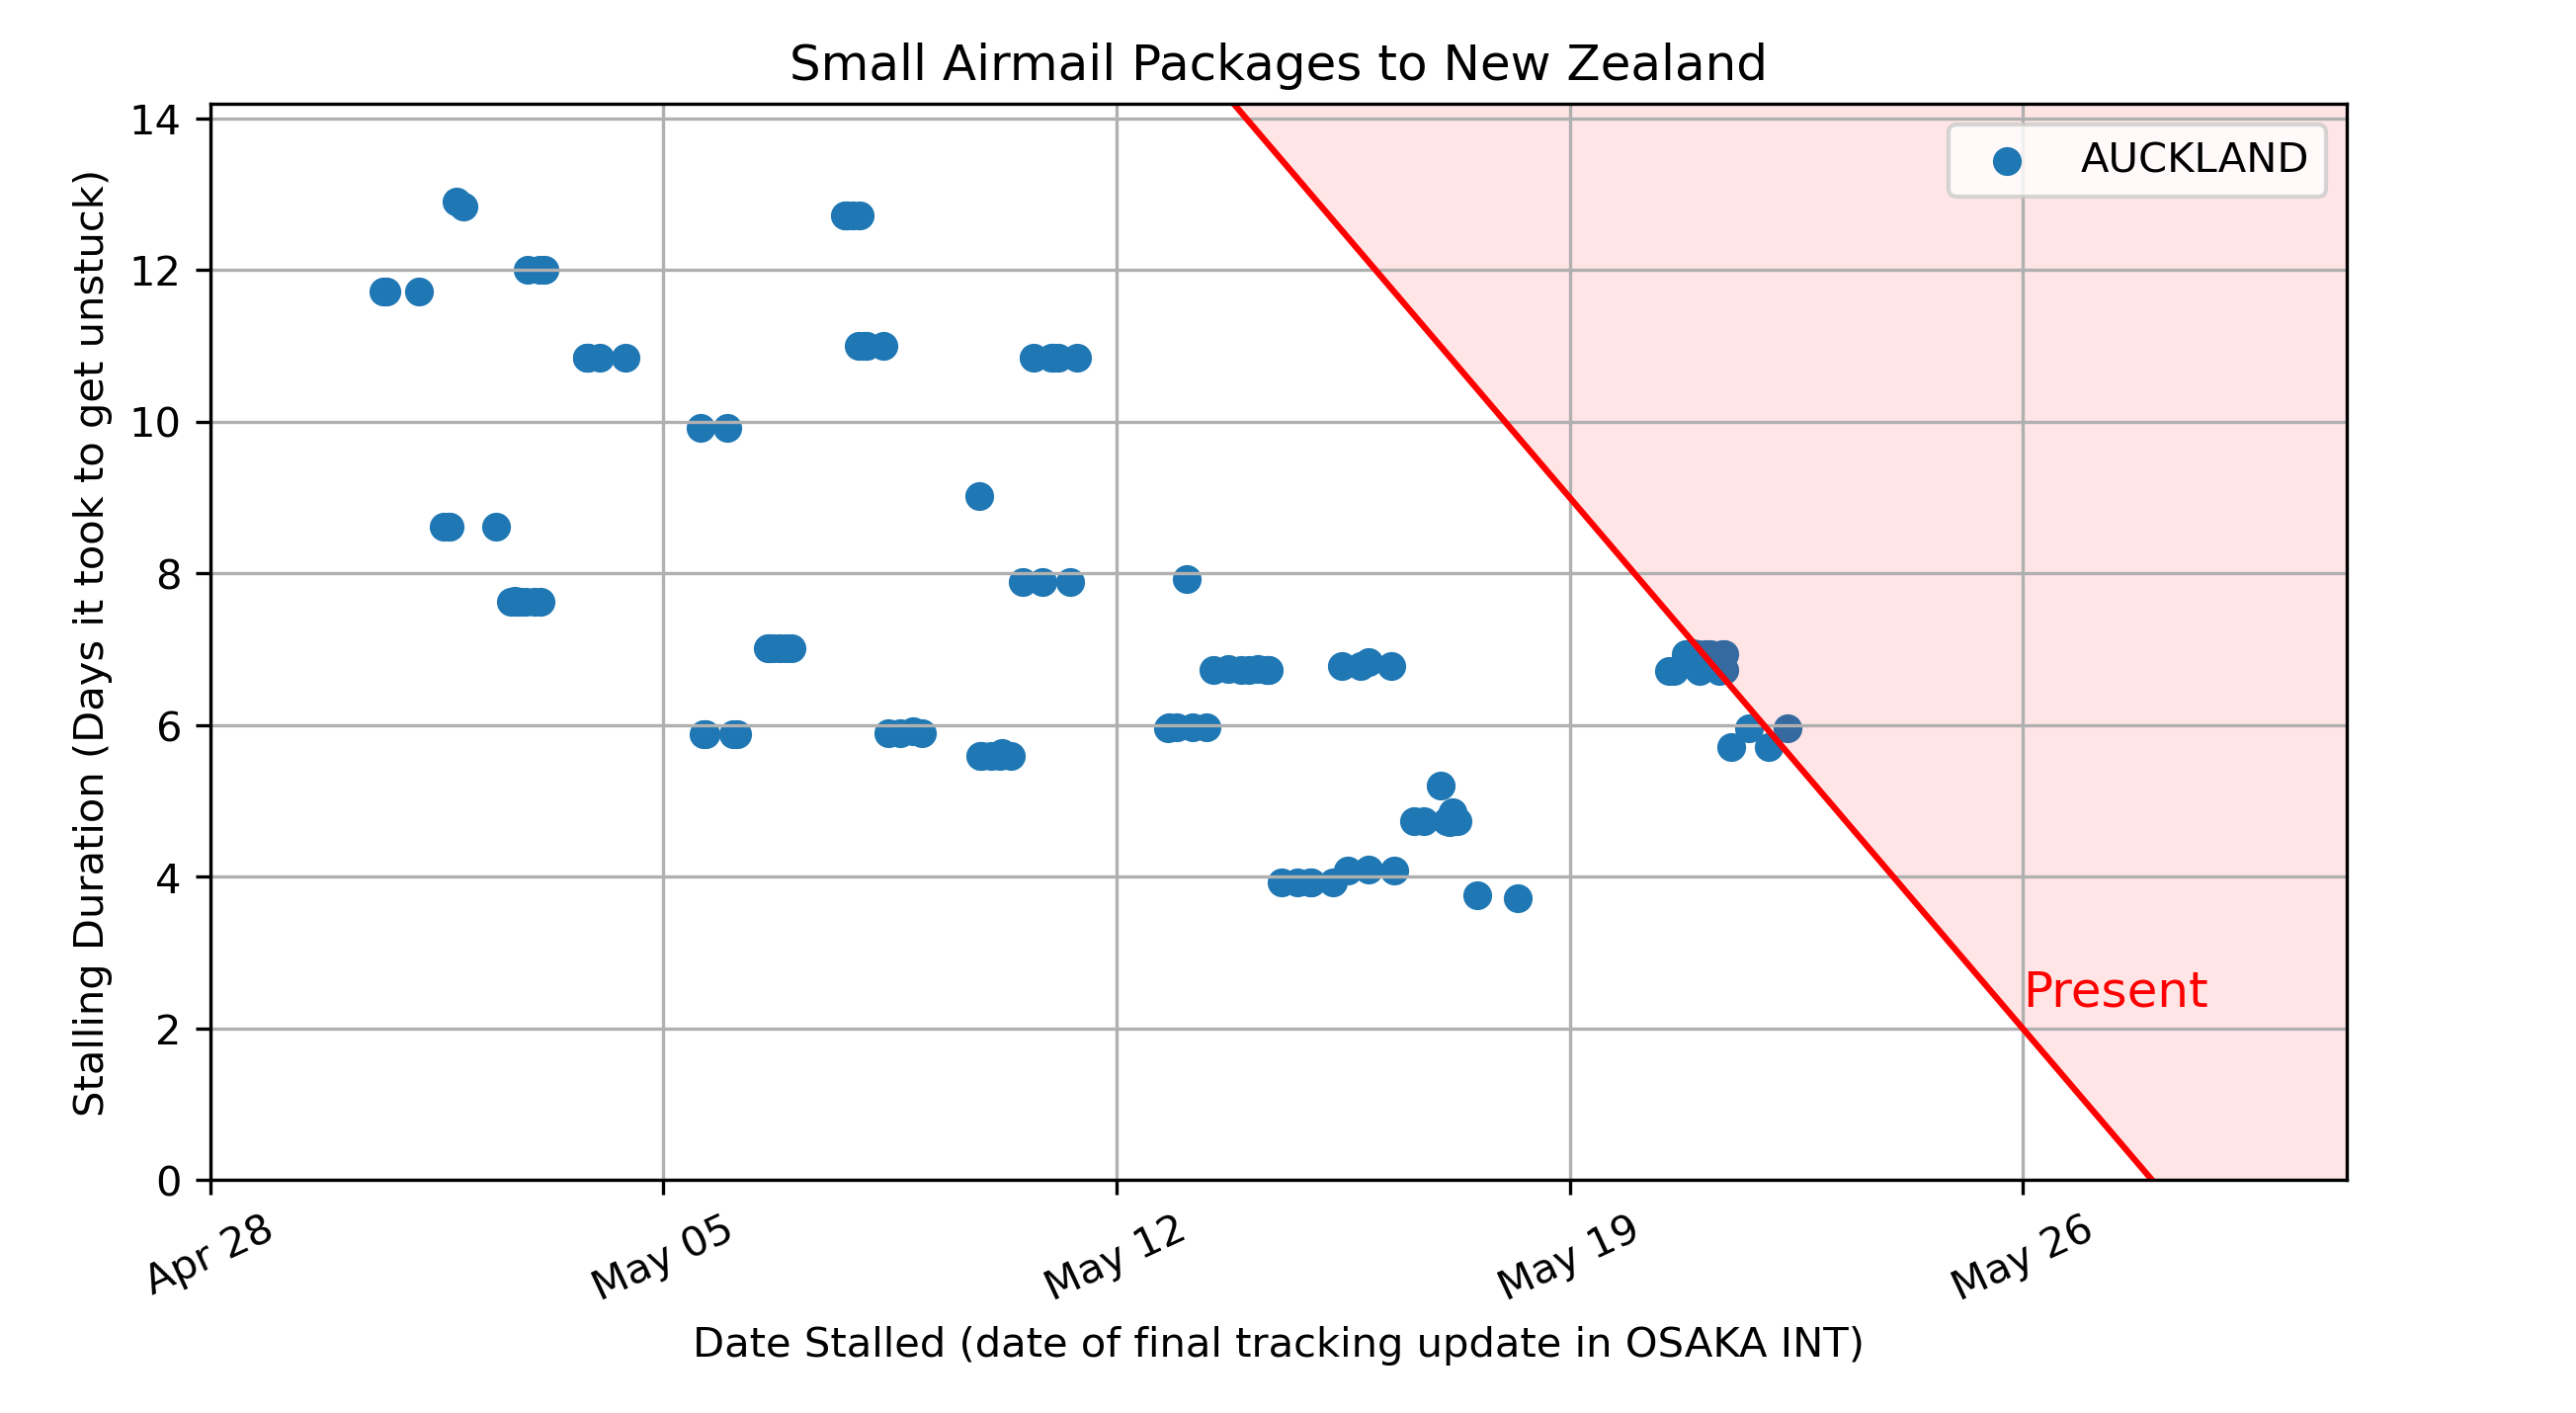 Small Airmail Packages to New Zealand
14
12
10
8
6
4
2
0
Stalling Duration (Days it took to get unstuck)
AUCKLAND
Present
Apr 28
May 05
May 12
May 19
May 26
Date Stalled (date of final tracking update in OSAKA INT)